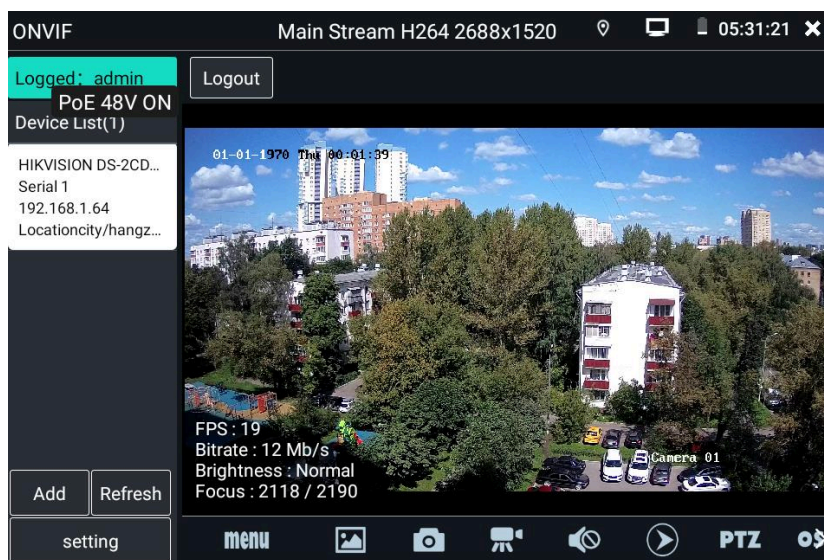 ONVIF
Main Stream H264 2688x1520
05:31:21
Logged: admin
Logout
PoE 48V ON
Device List(1)
HIKVISION DS-2CD...
Serial 1
192.168.1.64
Locationcity/hangz...
01-01-1970 Thu 00:01:39
FPS : 19
Bitrate : 12 Mb/s
Brightness : Normal
Focus : 2118 / 2190
Camera 01
Add
Refresh
setting
menu
PTZ